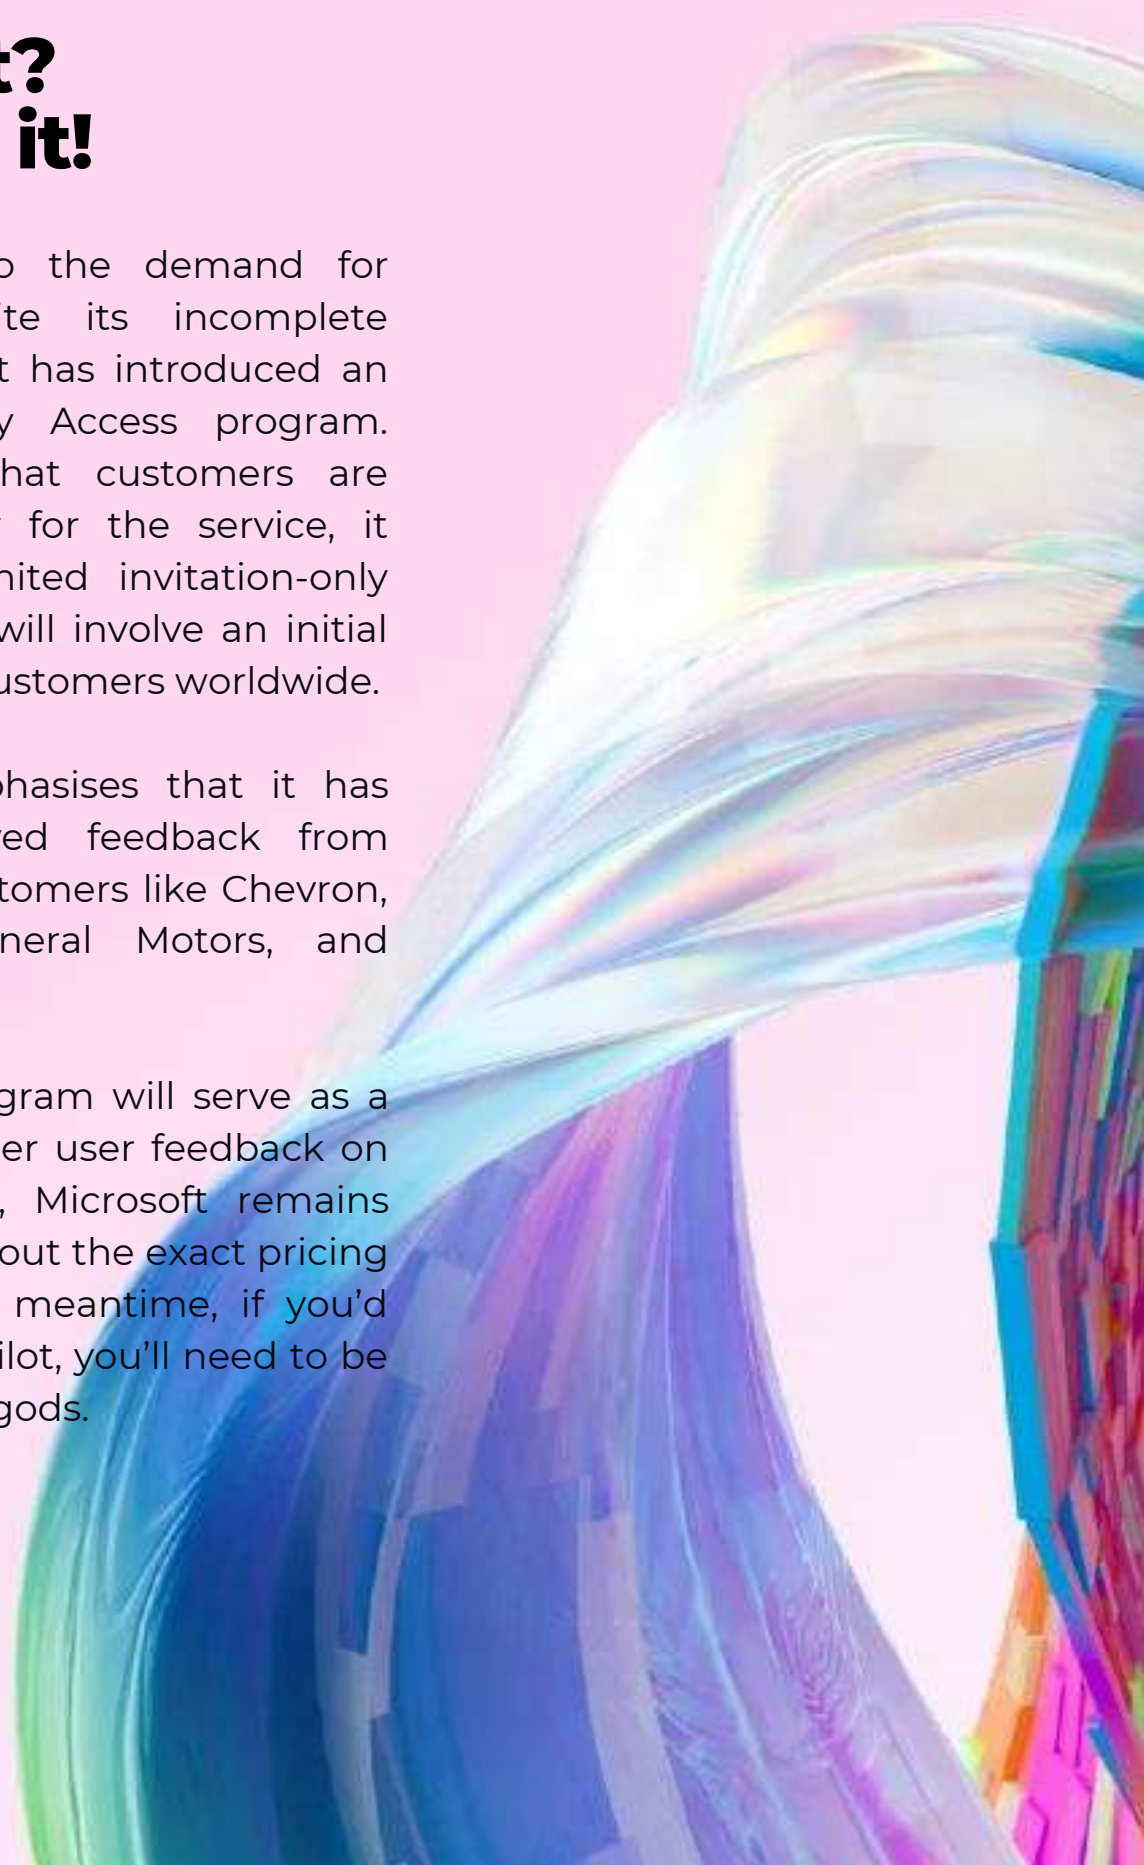 t?
it!
o the demand for
ite its incomplete
t has introduced an
y Access program.
hat customers are
for the service, it
nited invitation-only
will involve an initial
ustomers worldwide.
phasises that it has
ved feedback from
tomers like Chevron,
neral Motors, and
gram will serve as a
er user feedback on
, Microsoft remains
out the exact pricing
meantime, if you'd
ilot, you'll need to be
gods.